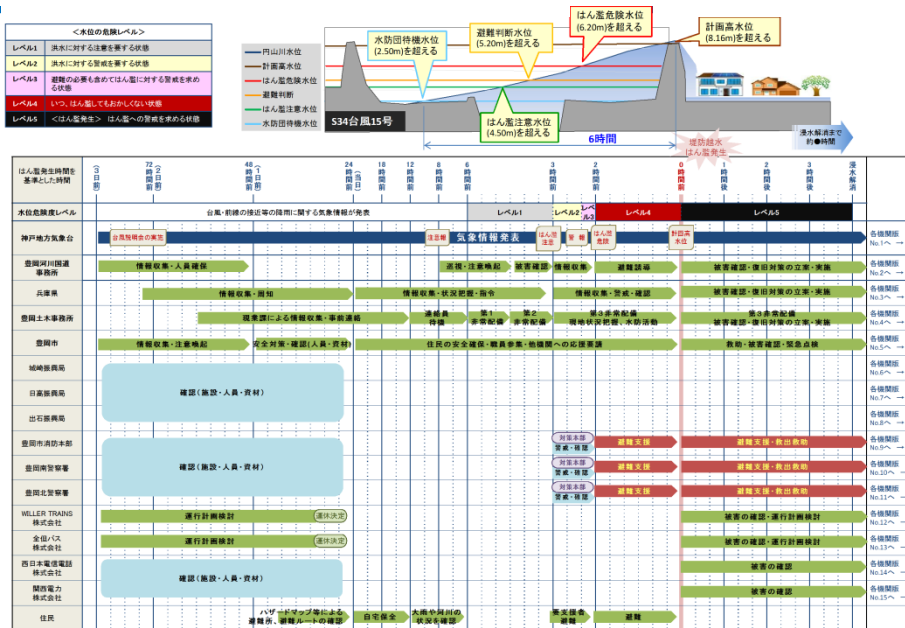 ＜水位の危険レベル＞
レベル1 洪水に対する注意を要する状態
レベル2 洪水に対する警戒を要する状態
レベル3 避難の必要も含めてはん濫に対する警戒を求め
る状態
レベル4 いつ、はん濫してもおかしくない状態
レベル5 ＜はん濫発生＞ はん濫への警戒を求める状態
円山川水位
計画高水位
はん濫危険水位
避難判断
はん濫注意水位
水防団待機水位
水防団待機水位
(2.50m)を超える
避難判断水位
(5.20m)を超える
はん濫危険水位
(6.20m)を超える
計画高水位
(8.16m)を超える
はん濫注意水位
(4.50m)を超える
S34台風15号
6時間
堤防越水
はん濫発生
浸水解消まで
約●時間
はん濫発生時間を
基準とした時間
(3日前)
72時間前(2日前)
48時間前(1日前)
24時間前(当日)
18時間前
12時間前
8時間前
6時間前
3時間前
2時間前
0時間前
1時間後
2時間後
3時間後
浸水解消
水位危険度レベル
台風・前線の接近等の降雨に関する気象情報が発表
レベル1
レベル2
レベル3
レベル4
レベル5
神戸地方気象台
台風説明会の実施
注意報
気象情報発表
はん濫
注意
警報
はん濫
危険
計画高
水位
各機関版
No.1へ →
豊岡河川国道
事務所
情報収集・人員確保
巡視・注意喚起
被害確認
情報収集
避難誘導
被害確認・復旧対策の立案・実施
各機関版
No.2へ →
兵庫県
情報収集・周知
情報収集・状況把握・指令
情報収集・警戒・確認
被害確認・復旧対策の立案・実施
各機関版
No.3へ →
豊岡土木事務所
現業課による情報収集・事前連絡
連絡員
待機
第1
非常配備
第2
非常配備
第3非常配備
現地状況把握、水防活動
第3非常配備
被害確認・復旧対策の立案・実施
各機関版
No.4へ →
豊岡市
情報収集・注意喚起
安全対策・確認(人員・資材)
住民の安全確保・職員参集・他機関への応援要請
救助・被害確認・緊急点検
各機関版
No.5へ →
城崎振興局
各機関版
No.6へ →
日高振興局
確認(施設・人員・資材)
各機関版
No.7へ →
出石振興局
各機関版
No.8へ →
豊岡市消防本部
対策本部
警戒・確認
避難支援
避難支援・救出救助
各機関版
No.9へ →
豊岡南警察署
確認(施設・人員・資材)
対策本部
警戒・確認
避難支援
避難支援・救出救助
各機関版
No.10へ →
豊岡北警察署
対策本部
警戒・確認
避難支援
避難支援・救出救助
各機関版
No.11へ →
WILLER TRAINS
株式会社
運行計画検討
運休決定
被害の確認・運行計画検討
各機関版
No.12へ →
全但バス
株式会社
運行計画検討
運休決定
被害の確認・運行計画検討
各機関版
No.13へ →
西日本電信電話
株式会社
確認(施設・人員・資材)
被害の確認
各機関版
No.14へ →
関西電力
株式会社
被害の確認
各機関版
No.15へ →
住民
ハザードマップ等による
避難所、避難ルートの確認
自宅保全
大雨や河川の
状況を確認
要支援者
避難
避難